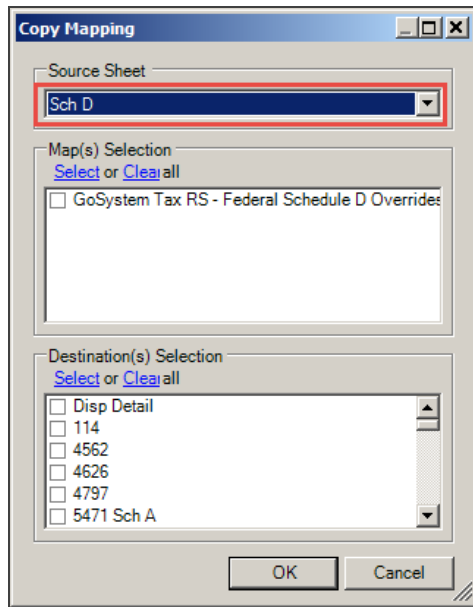 Copy Mapping
Source Sheet
Sch D
Map(s) Selection
Select or Clear all
GoSystem Tax RS - Federal Schedule D Overrides
Destination(s) Selection
Select or Clear all
Disp Detail
114
4562
4626
4797
5471 Sch A
OK Cancel